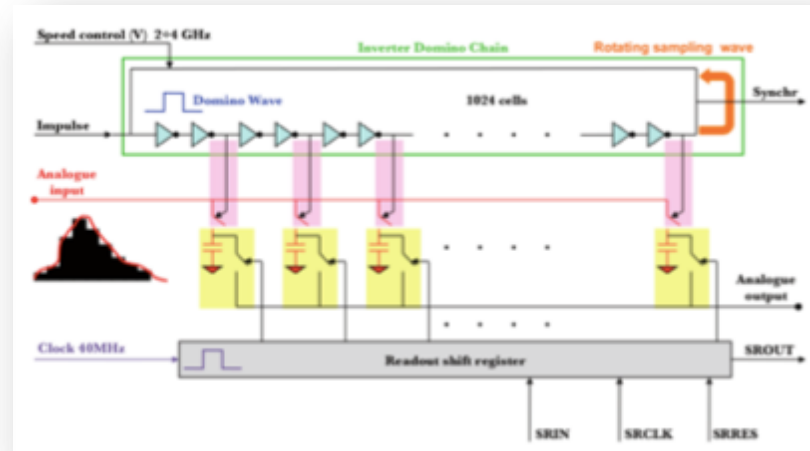 Speed control (V) 2÷4 GHz
Inverter Domino Chain
Rotating sampling wave
Domino Wave
1024 cells
Synchr
Impulse
Analogue
input
Analogue
output
Clock 40MHz
Readout shift register
SROUT
SRIN
SRCLK
SRRES